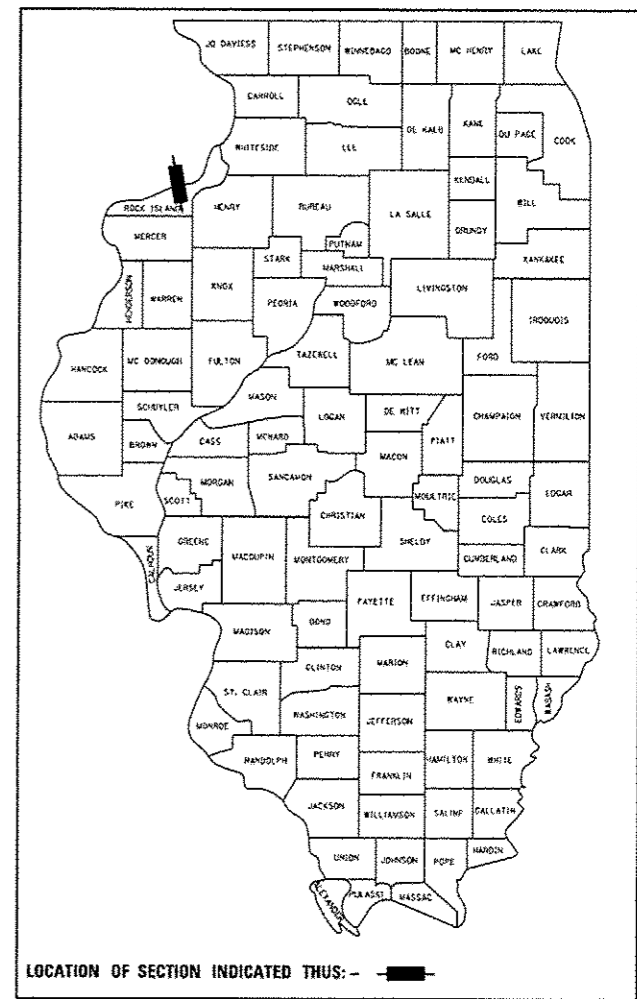 JO DAVIESS STEPHENSON WINNEBAGO BOONE MC HENRY LAKE
CARROLL OGLE DE KALB KANE DU PAGE COOK
WHITESIDE LEE
KENDALL WILL
ROCK ISLAND HENRY BUREAU LA SALLE GRUNDY
MERCER PUTNAM KANKAKEE
STARK MARSHALL
HENDERSON WARREN KNOX PEORIA WOODFORD LIVINGSTON IROQUOIS
HANCOCK MC DONOUGH FULTON TAZEWELL MC LEAN FORD
SCHUYLER MASON LOGAN DE WITT CHAMPAIGN VERMILION
ADAMS BROWN CASS MENARD MACON PIATT
PIKE SCOTT MORGAN SANGAMON DOUGLAS EDGAR
CHRISTIAN MOULTRIE COLES
CALHOUN GREENE MACOUPIN MONTGOMERY SHELBY CUMBERLAND CLARK
JERSEY FAYETTE EFFINGHAM JASPER CRAWFORD
MADISON BOND CLAY RICHLAND LAWRENCE
ST. CLAIR CLINTON MARION WAYNE EDWARDS WABASH
MONROE WASHINGTON JEFFERSON
RANDOLPH PERRY FRANKLIN HAMILTON WHITE
JACKSON WILLIAMSON SALINE GALLATIN
UNION JOHNSON POPE HARDIN
ALEXANDER PULASKI MASSAC
LOCATION OF SECTION INDICATED THUS: -